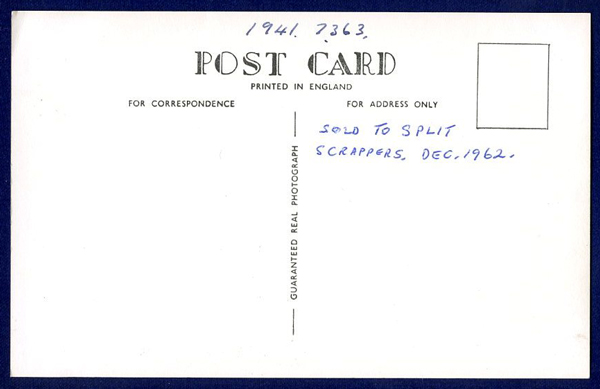 1941. 7363.
POST CARD
PRINTED IN ENGLAND
FOR CORRESPONDENCE
FOR ADDRESS ONLY
SOLD TO SPLIT
SCRAPPERS. DEC. 1962.
GUARANTEED REAL PHOTOGRAPH